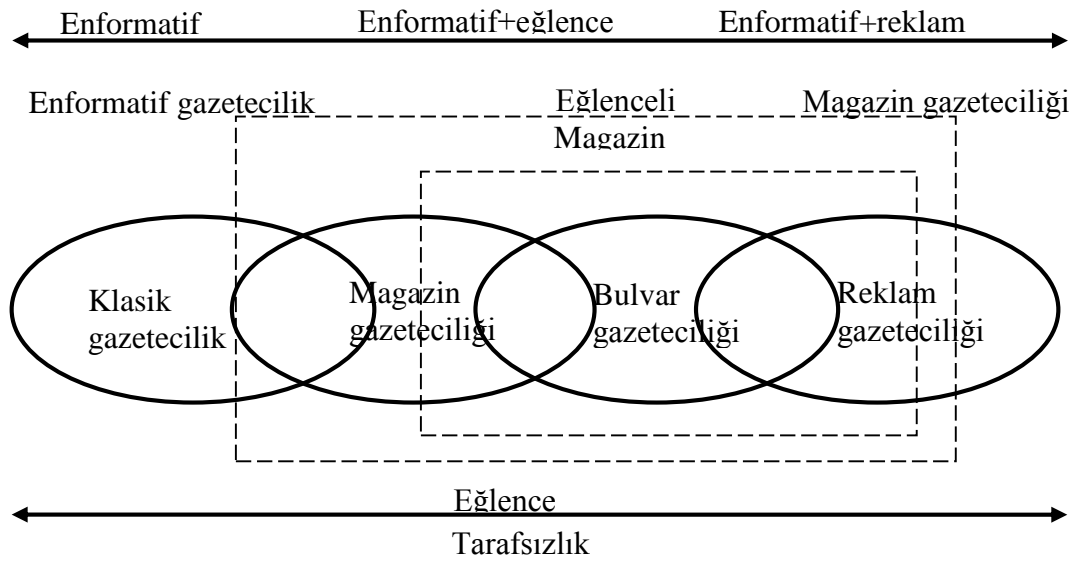 Enformatif Enformatif+eğlence Enformatif+reklam
Enformatif gazetecilik Eğlenceli Magazin gazeteciliği
Magazin
Klasik
gazetecilik
Magazin
gazeteciliği
Bulvar
gazeteciliği
Reklam
gazeteciliği
Eğlence
Tarafsızlık